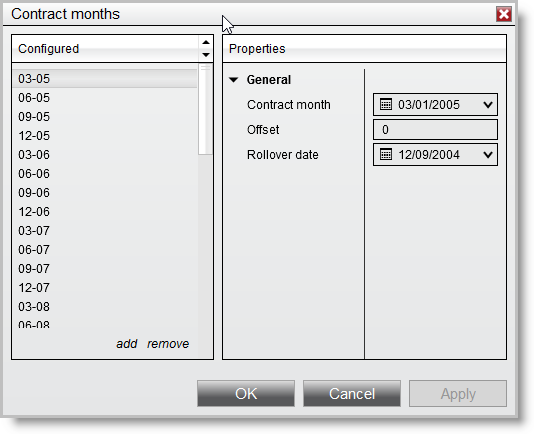 Contract months
Configured
03-05
06-05
09-05
12-05
03-06
06-06
09-06
12-06
03-07
06-07
09-07
12-07
03-08
06-08
add remove
Properties
General
Contract month 03/01/2005
Offset 0
Rollover date 12/09/2004
OK Cancel Apply